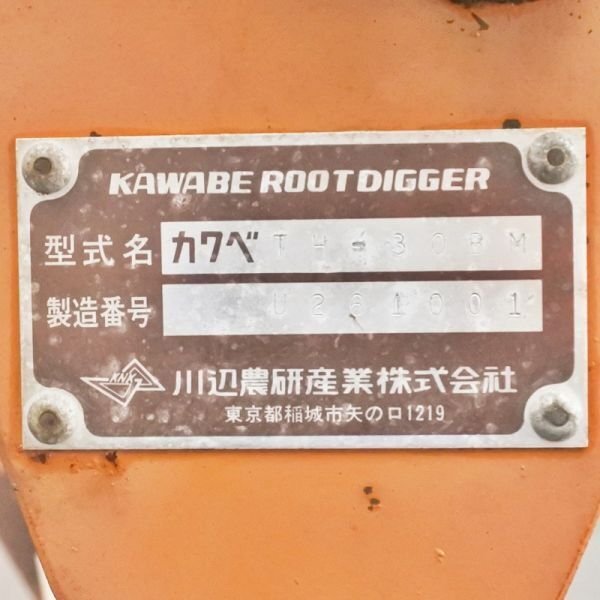 KAWABE ROOT DIGGER
型式名 カワベ TH-30BM
製造番号 U261001
KNK 川辺農研産業株式会社
東京都稲城市矢の口1219